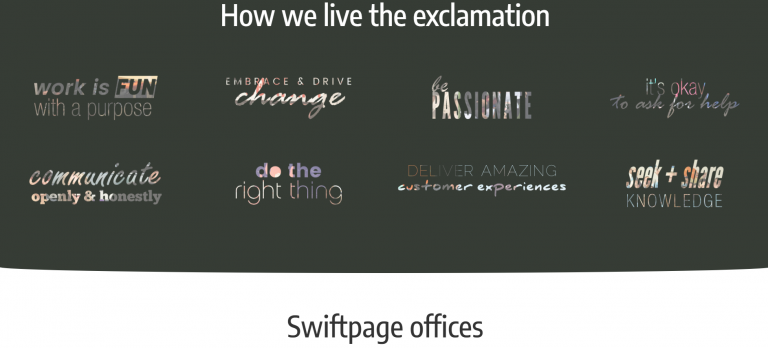 How we live the exclamation
work is FUN
with a purpose
EMBRACE & DRIVE
change
be
PASSIONATE
it's okay
to ask for help
communicate
openly & honestly
do the
right thing
DELIVER AMAZING
customer experiences
seek + share
KNOWLEDGE
Swiftpage offices